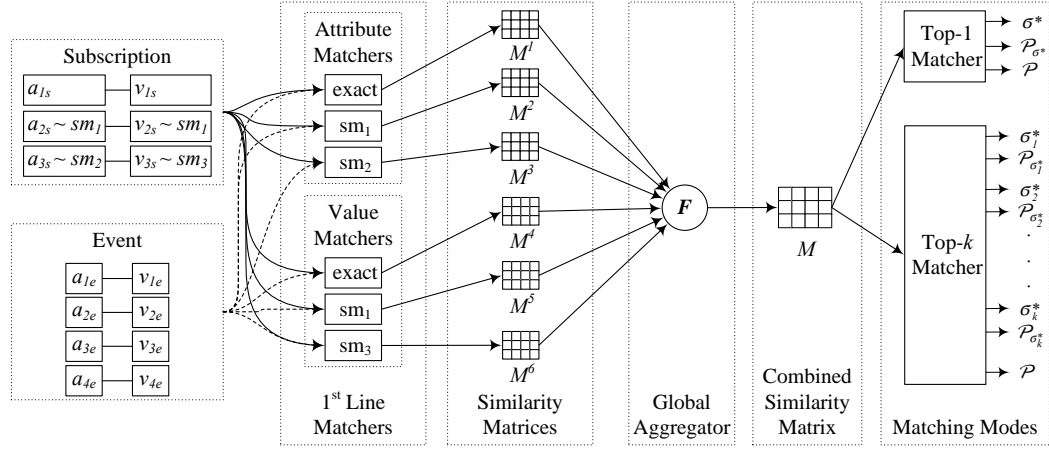 Subscription
a1s v1s
a2s ~ sm1 v2s ~ sm1
a3s ~ sm2 v3s ~ sm3
Event
a1e v1e
a2e v2e
a3e v3e
a4e v4e
Attribute
Matchers
exact
sm1
sm2
Value
Matchers
exact
sm1
sm3
1st Line
Matchers
M1
M2
M3
M4
M5
M6
Similarity
Matrices
F
Global
Aggregator
M
Combined
Similarity
Matrix
Top-1
Matcher
σ*
𝒫σ*
𝒫
Top-k
Matcher
σ1*
𝒫σ1*
σ2*
𝒫σ2*
.
.
.
σk*
𝒫σk*
𝒫
Matching Modes